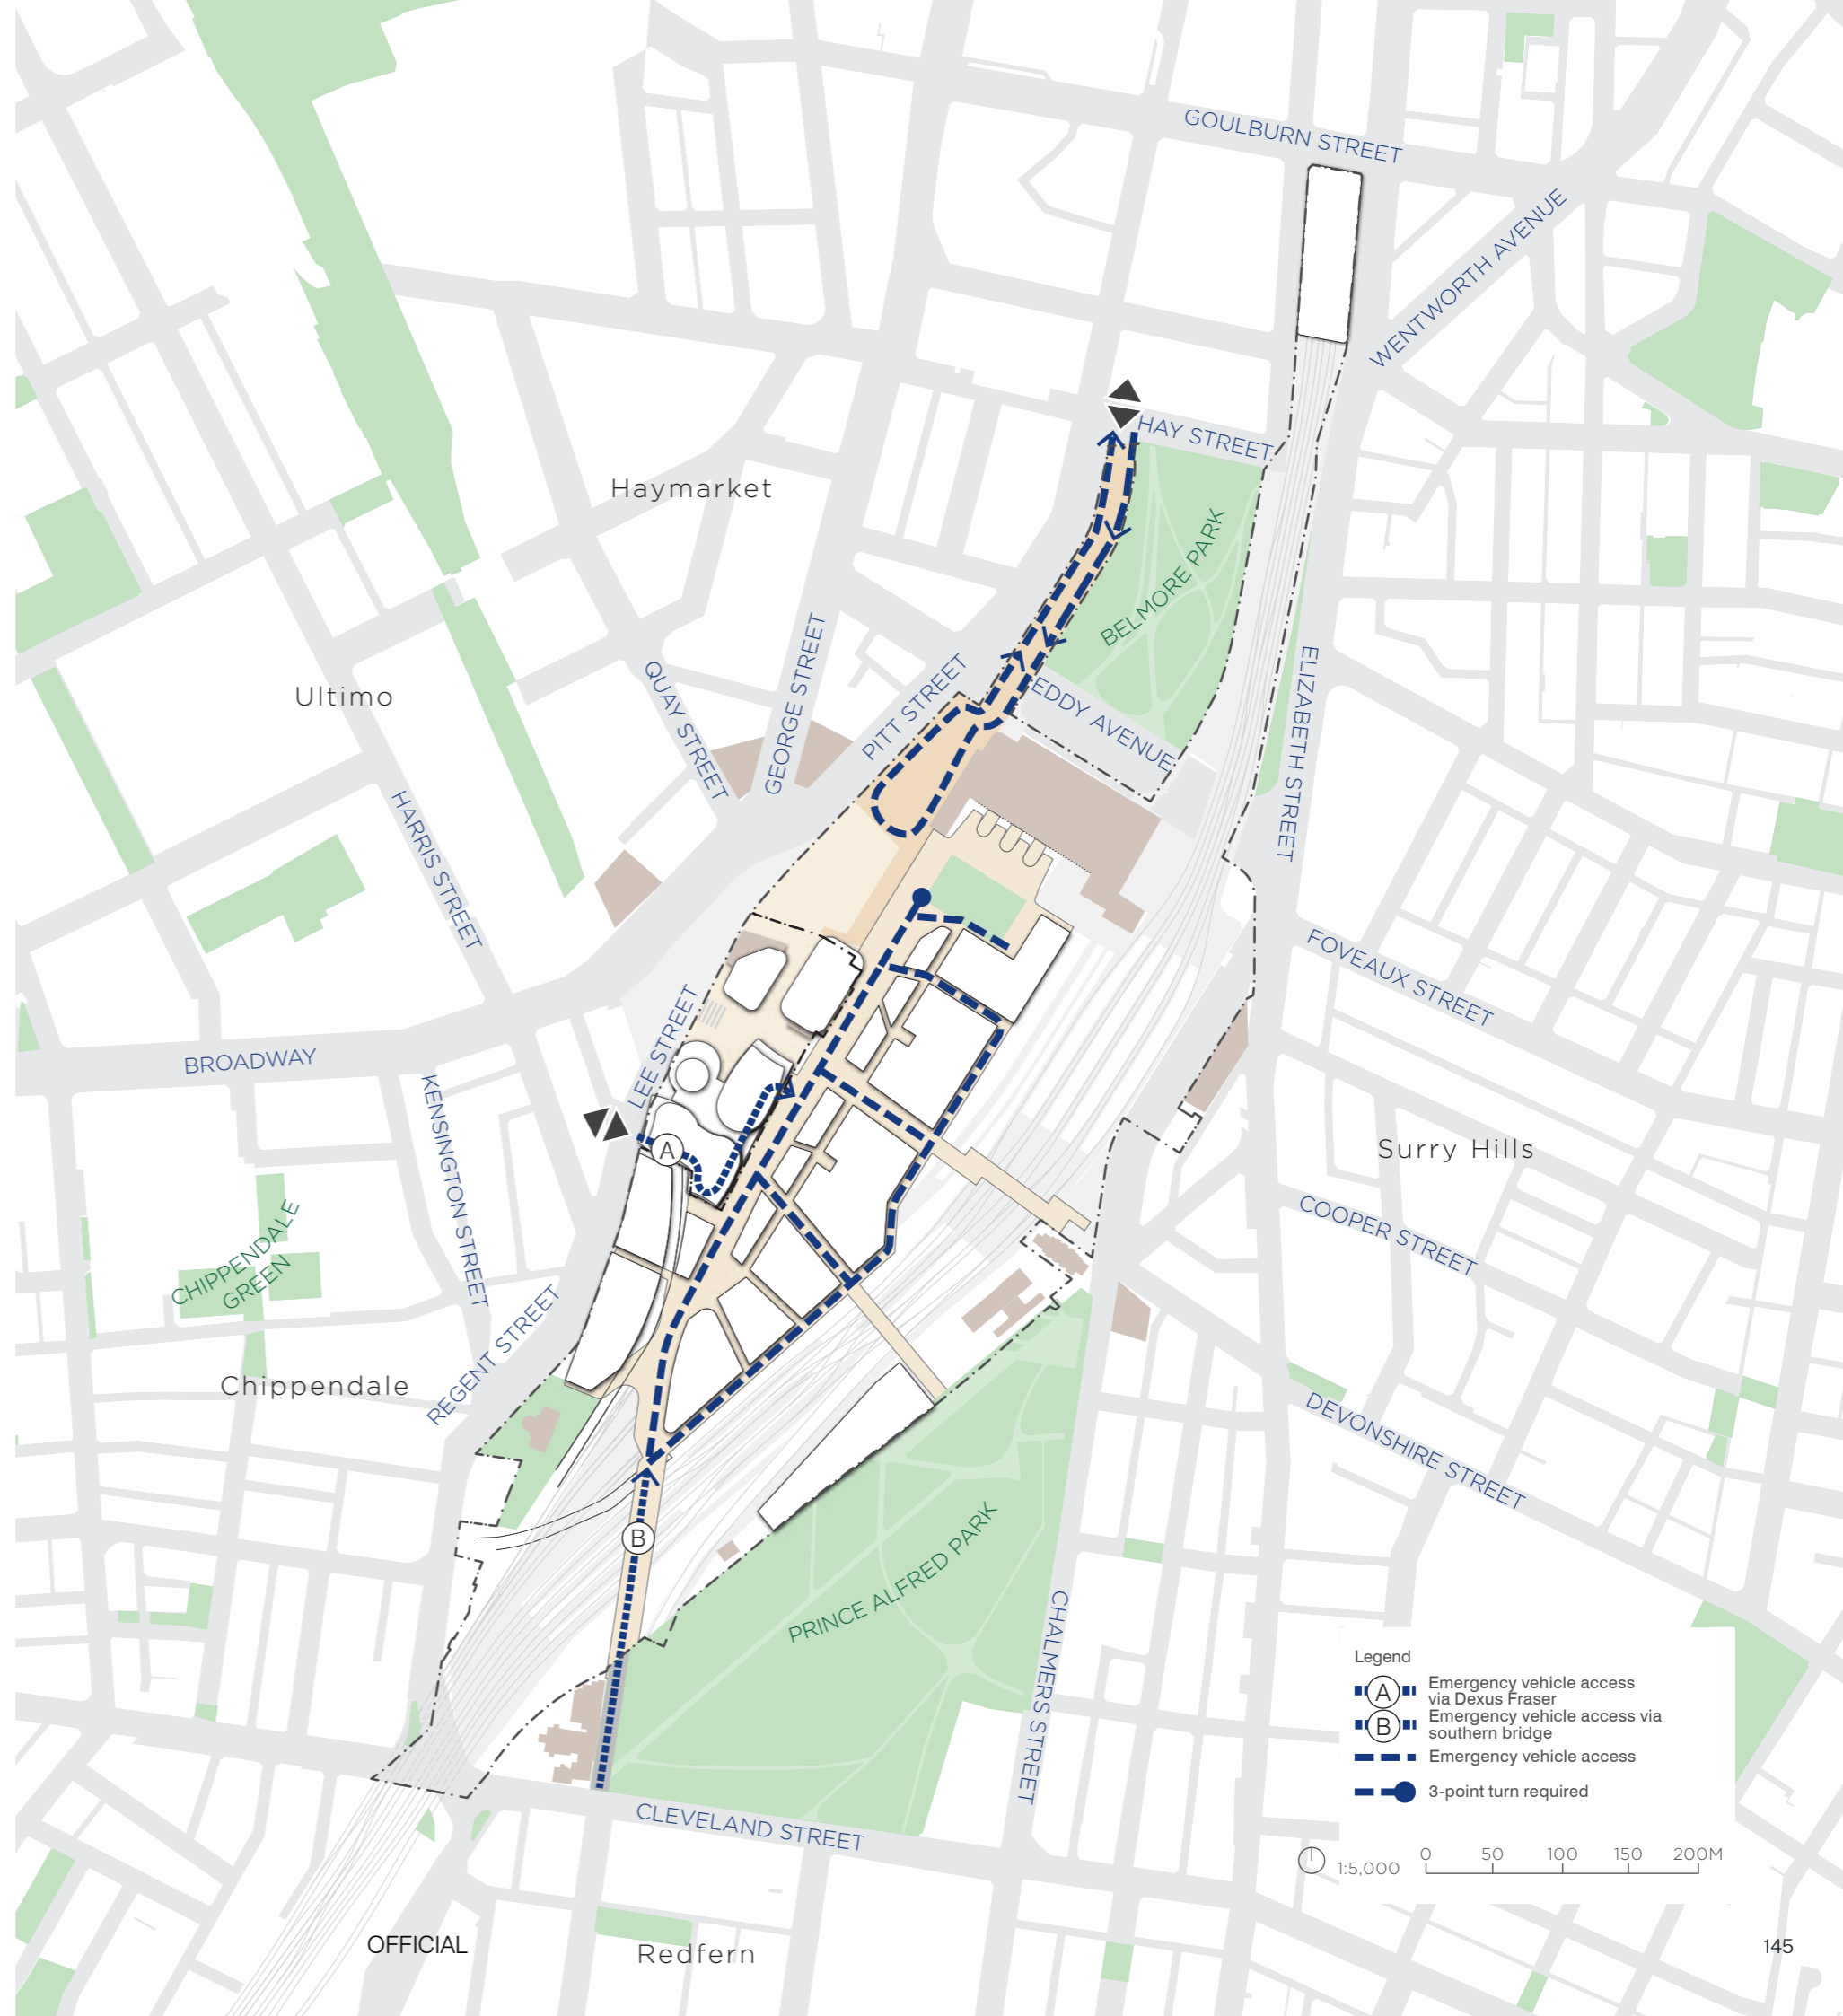 GOULBURN STREET
WENTWORTH AVENUE
HAY STREET
Haymarket
BELMORE PARK
Ultimo
QUAY STREET
GEORGE STREET
PITT STREET
EDDY AVENUE
ELIZABETH STREET
HARRIS STREET
FOVEAUX STREET
LEE STREET
BROADWAY
KENSINGTON STREET
A
Surry Hills
COOPER STREET
CHIPPENDALE
GREEN
REGENT STREET
Chippendale
DEVONSHIRE STREET
B
PRINCE ALFRED PARK
CHALMERS STREET
CLEVELAND STREET
Legend
A
Emergency vehicle access
via Dexus Fraser
B
Emergency vehicle access via
southern bridge
Emergency vehicle access
3-point turn required
1:5,000
0 50 100 150 200M
OFFICIAL
Redfern
145